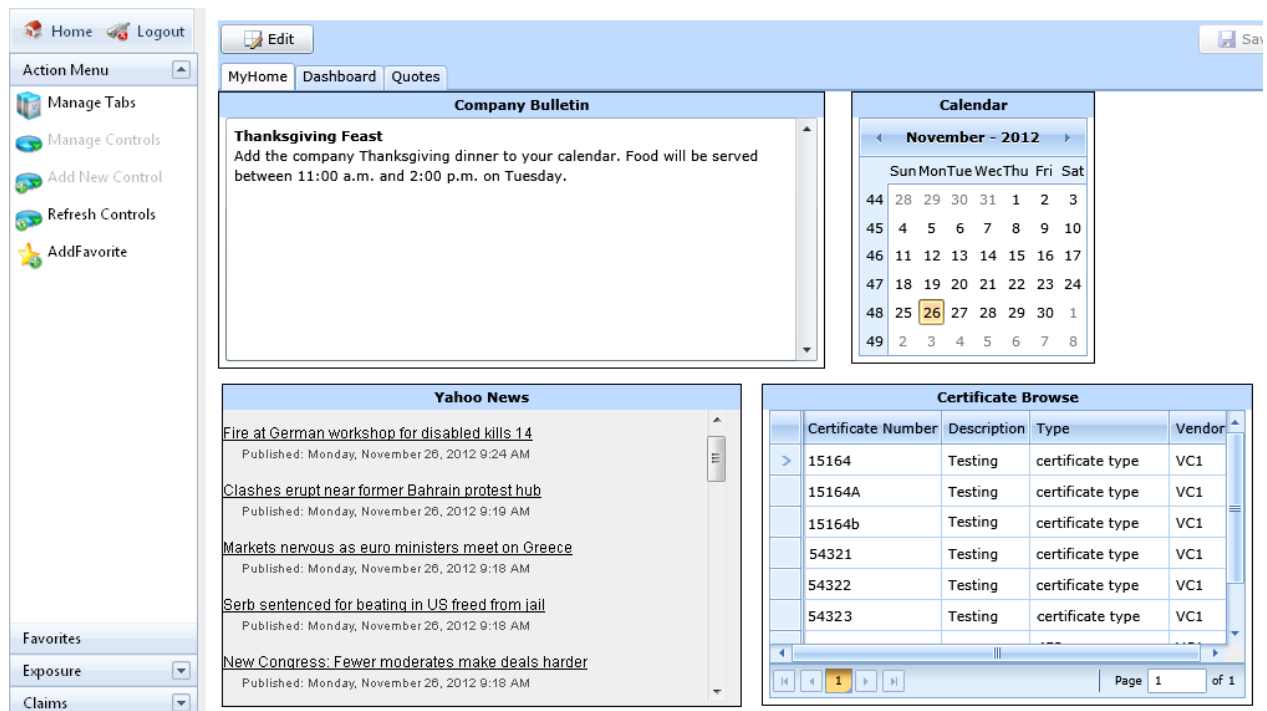 Home Logout
Action Menu
Manage Tabs
Manage Controls
Add New Control
Refresh Controls
AddFavorite
Favorites
Exposure
Claims
Edit
Sav
MyHome Dashboard Quotes
Company Bulletin
Thanksgiving Feast
Add the company Thanksgiving dinner to your calendar. Food will be served
between 11:00 a.m. and 2:00 p.m. on Tuesday.
Calendar
November - 2012
Sun Mon Tue Wec Thu Fri Sat
44 28 29 30 31 1 2 3
45 4 5 6 7 8 9 10
46 11 12 13 14 15 16 17
47 18 19 20 21 22 23 24
48 25 26 27 28 29 30 1
49 2 3 4 5 6 7 8
Yahoo News
Fire at German workshop for disabled kills 14
Published: Monday, November 26, 2012 9:24 AM
Clashes erupt near former Bahrain protest hub
Published: Monday, November 26, 2012 9:19 AM
Markets nervous as euro ministers meet on Greece
Published: Monday, November 26, 2012 9:18 AM
Serb sentenced for beating in US freed from jail
Published: Monday, November 26, 2012 9:18 AM
New Congress: Fewer moderates make deals harder
Published: Monday, November 26, 2012 9:18 AM
Certificate Browse
Certificate Number Description Type Vendor
15164 Testing certificate type VC1
15164A Testing certificate type VC1
15164b Testing certificate type VC1
54321 Testing certificate type VC1
54322 Testing certificate type VC1
54323 Testing certificate type VC1
1 Page 1 of 1